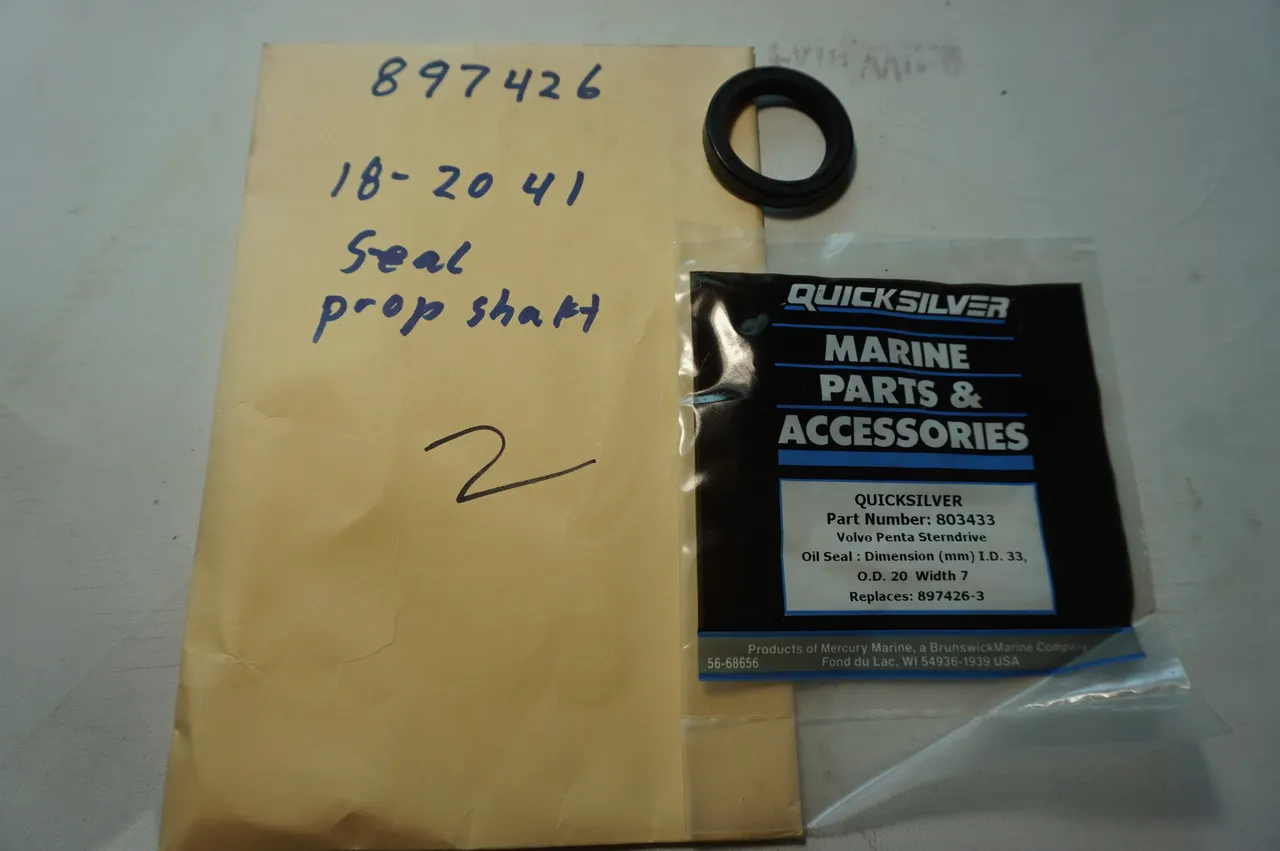 897426
18-2041
Seal
prop shaft
2
QUICKSILVER
MARINE
PARTS &
ACCESSORIES
QUICKSILVER
Part Number: 803433
Volvo Penta Sterndrive
Oil Seal : Dimension (mm) I.D. 33,
O.D. 20 Width 7
Replaces: 897426-3
Products of Mercury Marine, a BrunswickMarine Company
56-68656 Fond du Lac, WI 54936-1939 USA